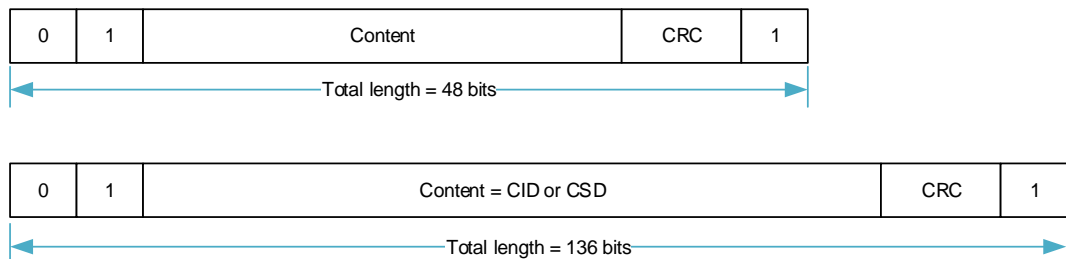 0 1 Content CRC 1
Total length = 48 bits
0 1 Content = CID or CSD CRC 1
Total length = 136 bits